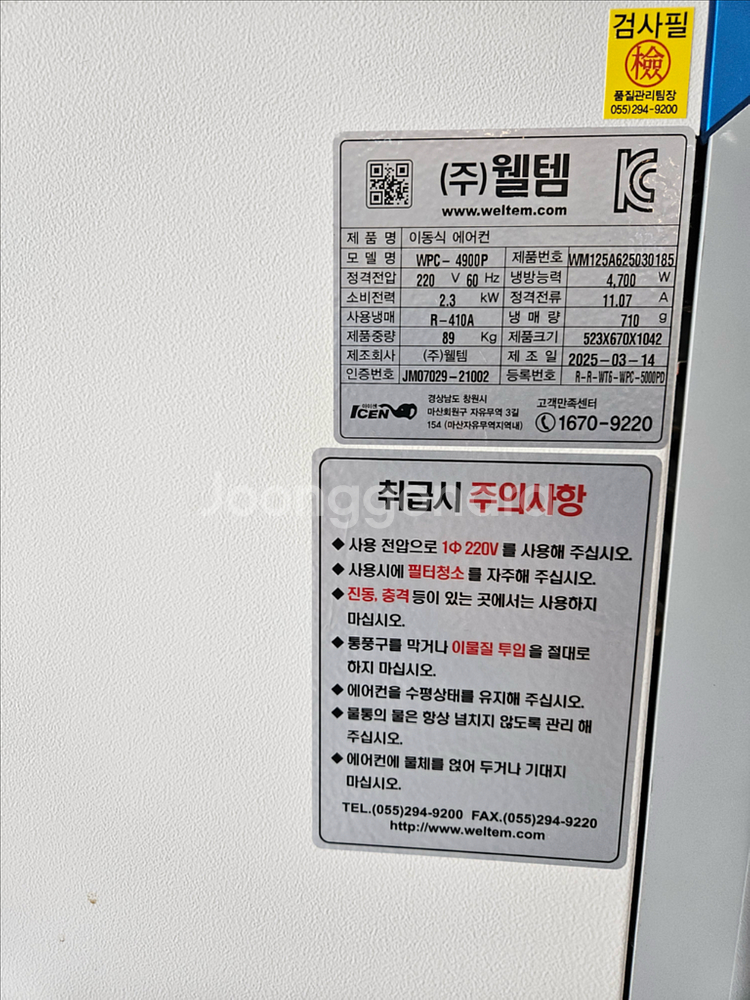 검사필
檢
품질관리팀장
055)294-9200
(주)웰템
www.weltem.com
제 품 명 이동식 에어컨
모 델 명 WPC-4900P 제품번호 WM125A625030185
정격전압 220 V 60 Hz 냉방능력 4,700 W
소비전력 2.3 kW 정격전류 11.07 A
사용냉매 R-410A 냉 매 량 710 g
제품중량 89 Kg 제품크기 523X670X1042
제조회사 (주)웰템 제 조 일 2025-03-14
인증번호 JM07029-21002 등록번호 R-R-WT6-WPC-5000PD
ICEN
경상남도 창원시
마산회원구 자유무역 3길
154 (마산자유무역지역내)
고객만족센터
1670-9220
취급시 주의사항
◆ 사용 전압으로 1Φ 220V 를 사용해 주십시오.
◆ 사용시에 필터청소 를 자주해 주십시오.
◆ 진동, 충격 등이 있는 곳에서는 사용하지
마십시오.
◆ 통풍구를 막거나 이물질 투입 을 절대로
하지 마십시오.
◆ 에어컨을 수평상태를 유지해 주십시오.
◆ 물통의 물은 항상 넘치지 않도록 관리 해
주십시오.
◆ 에어컨에 물체를 얹어 두거나 기대지
마십시오.
TEL.(055)294-9200 FAX.(055)294-9220
http://www.weltem.com
Joonggonara